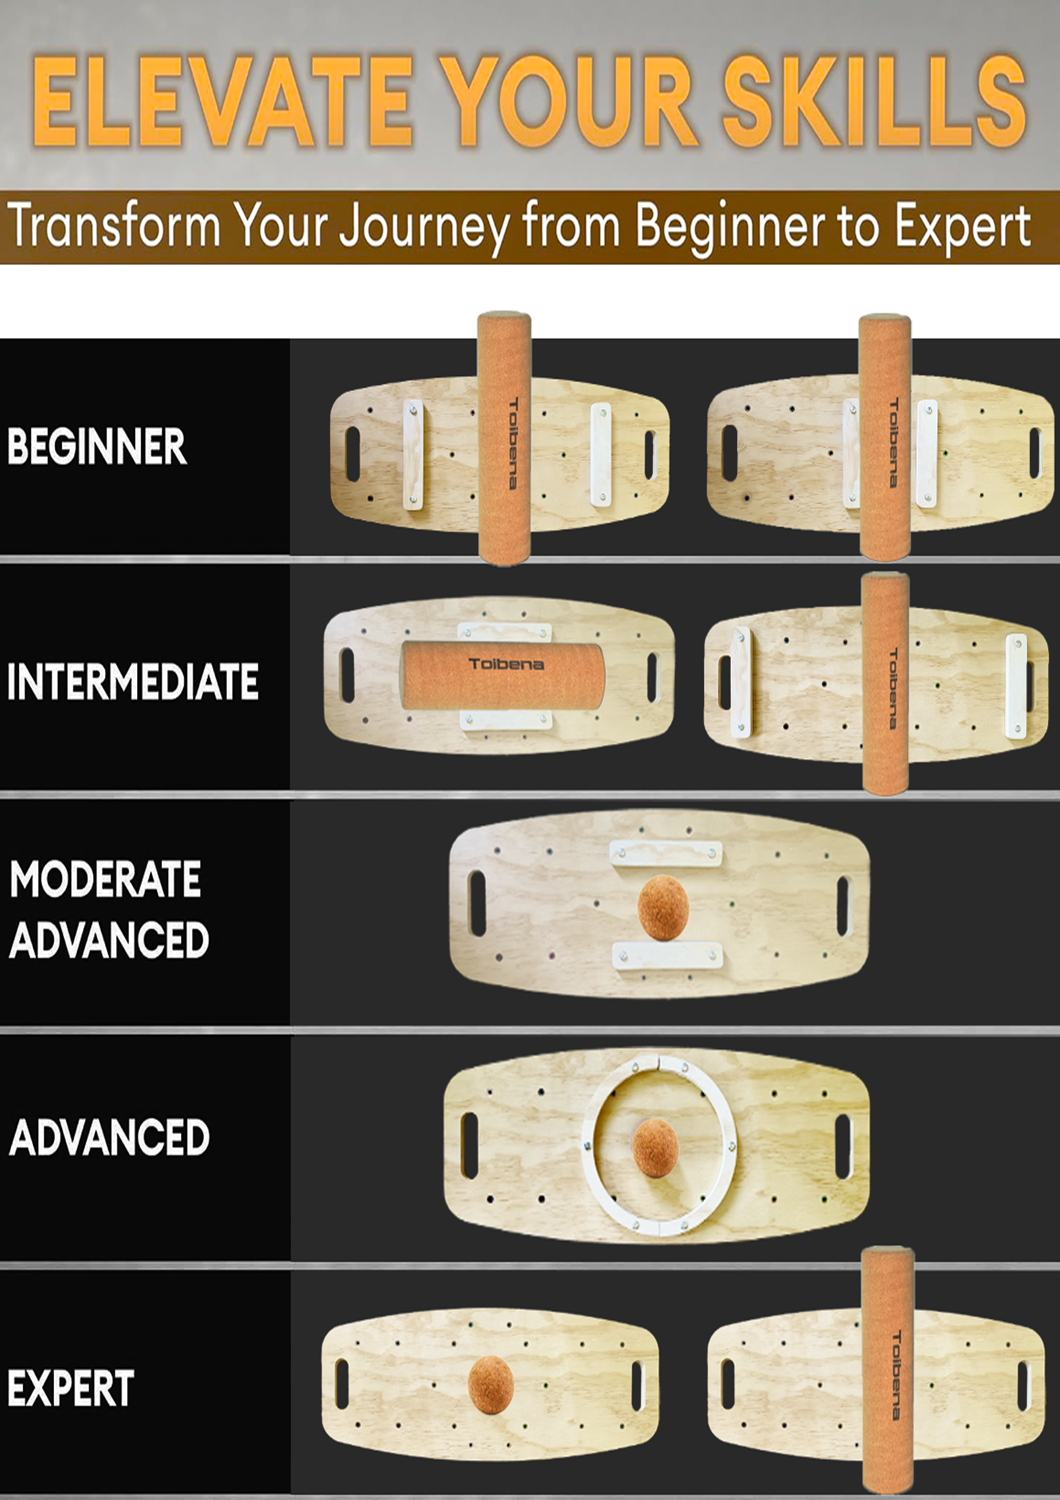 ELEVATE YOUR SKILLS
Transform Your Journey from Beginner to Expert
BEGINNER
Toibena
Toibena
INTERMEDIATE
Toibena
Toibena
MODERATE
ADVANCED
ADVANCED
EXPERT
Toibena